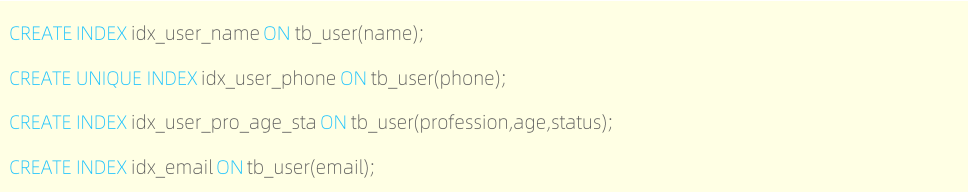 CREATE INDEX idx_user_name ON tb_user(name);
CREATE UNIQUE INDEX idx_user_phone ON tb_user(phone);
CREATE INDEX idx_user_pro_age_sta ON tb_user(profession,age,status);
CREATE INDEX idx_email ON tb_user(email);